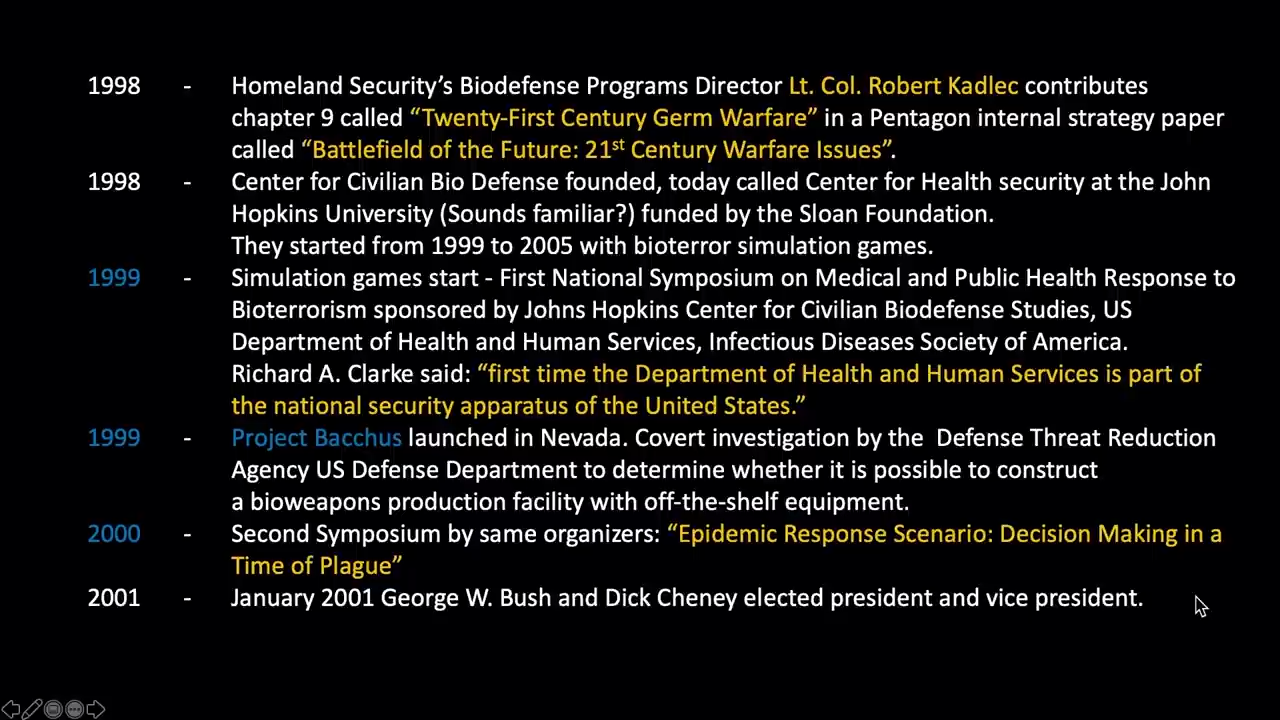 1998 - Homeland Security's Biodefense Programs Director Lt. Col. Robert Kadlec contributes
chapter 9 called “Twenty-First Century Germ Warfare” in a Pentagon internal strategy paper
called “Battlefield of the Future: 21st Century Warfare Issues”.
1998 - Center for Civilian Bio Defense founded, today called Center for Health security at the John
Hopkins University (Sounds familiar?) funded by the Sloan Foundation.
They started from 1999 to 2005 with bioterror simulation games.
1999 - Simulation games start - First National Symposium on Medical and Public Health Response to
Bioterrorism sponsored by Johns Hopkins Center for Civilian Biodefense Studies, US
Department of Health and Human Services, Infectious Diseases Society of America.
Richard A. Clarke said: “first time the Department of Health and Human Services is part of
the national security apparatus of the United States.”
1999 - Project Bacchus launched in Nevada. Covert investigation by the Defense Threat Reduction
Agency US Defense Department to determine whether it is possible to construct
a bioweapons production facility with off-the-shelf equipment.
2000 - Second Symposium by same organizers: “Epidemic Response Scenario: Decision Making in a
Time of Plague”
2001 - January 2001 George W. Bush and Dick Cheney elected president and vice president.